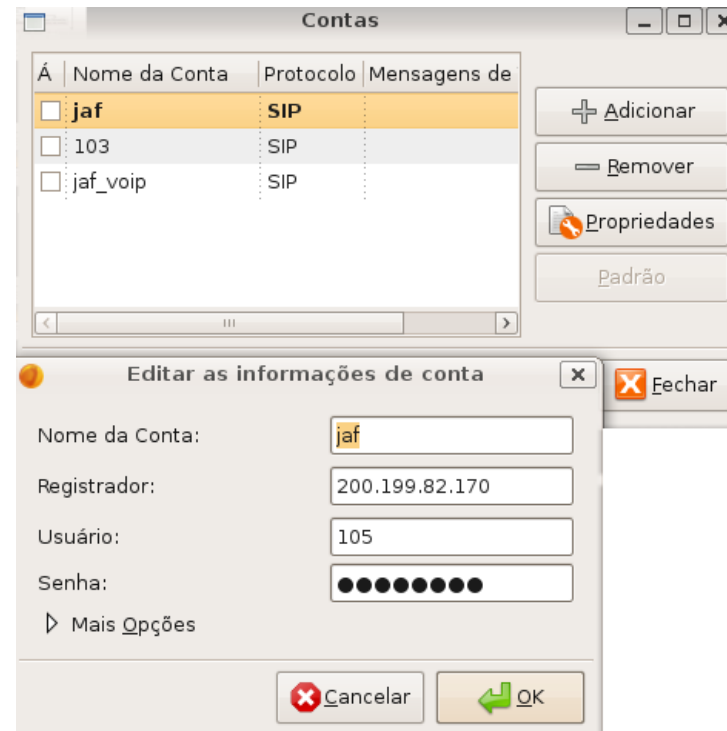 Contas
Á Nome da Conta Protocolo Mensagens de
jaf SIP
103 SIP
jaf_voip SIP
Adicionar
Remover
Propriedades
Padrão
Fechar
Editar as informações de conta
Nome da Conta: jaf
Registrador: 200.199.82.170
Usuário: 105
Senha: ●●●●●●●●
Mais Opções
Cancelar OK